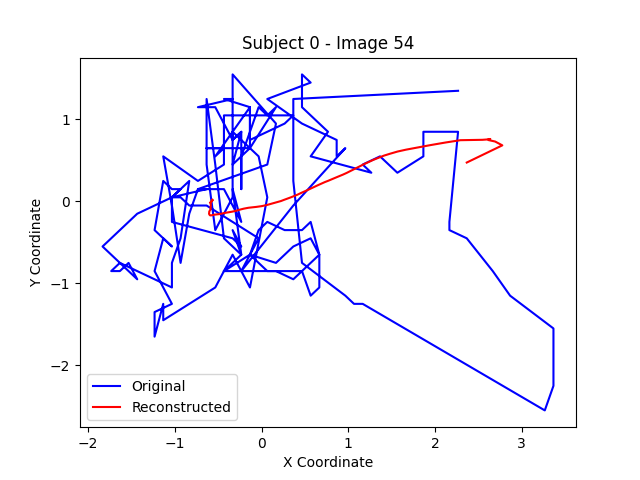 Subject 0 - Image 54
Y Coordinate
1
0
−1
−2
−2
−1
0
1
2
3
X Coordinate
Original
Reconstructed